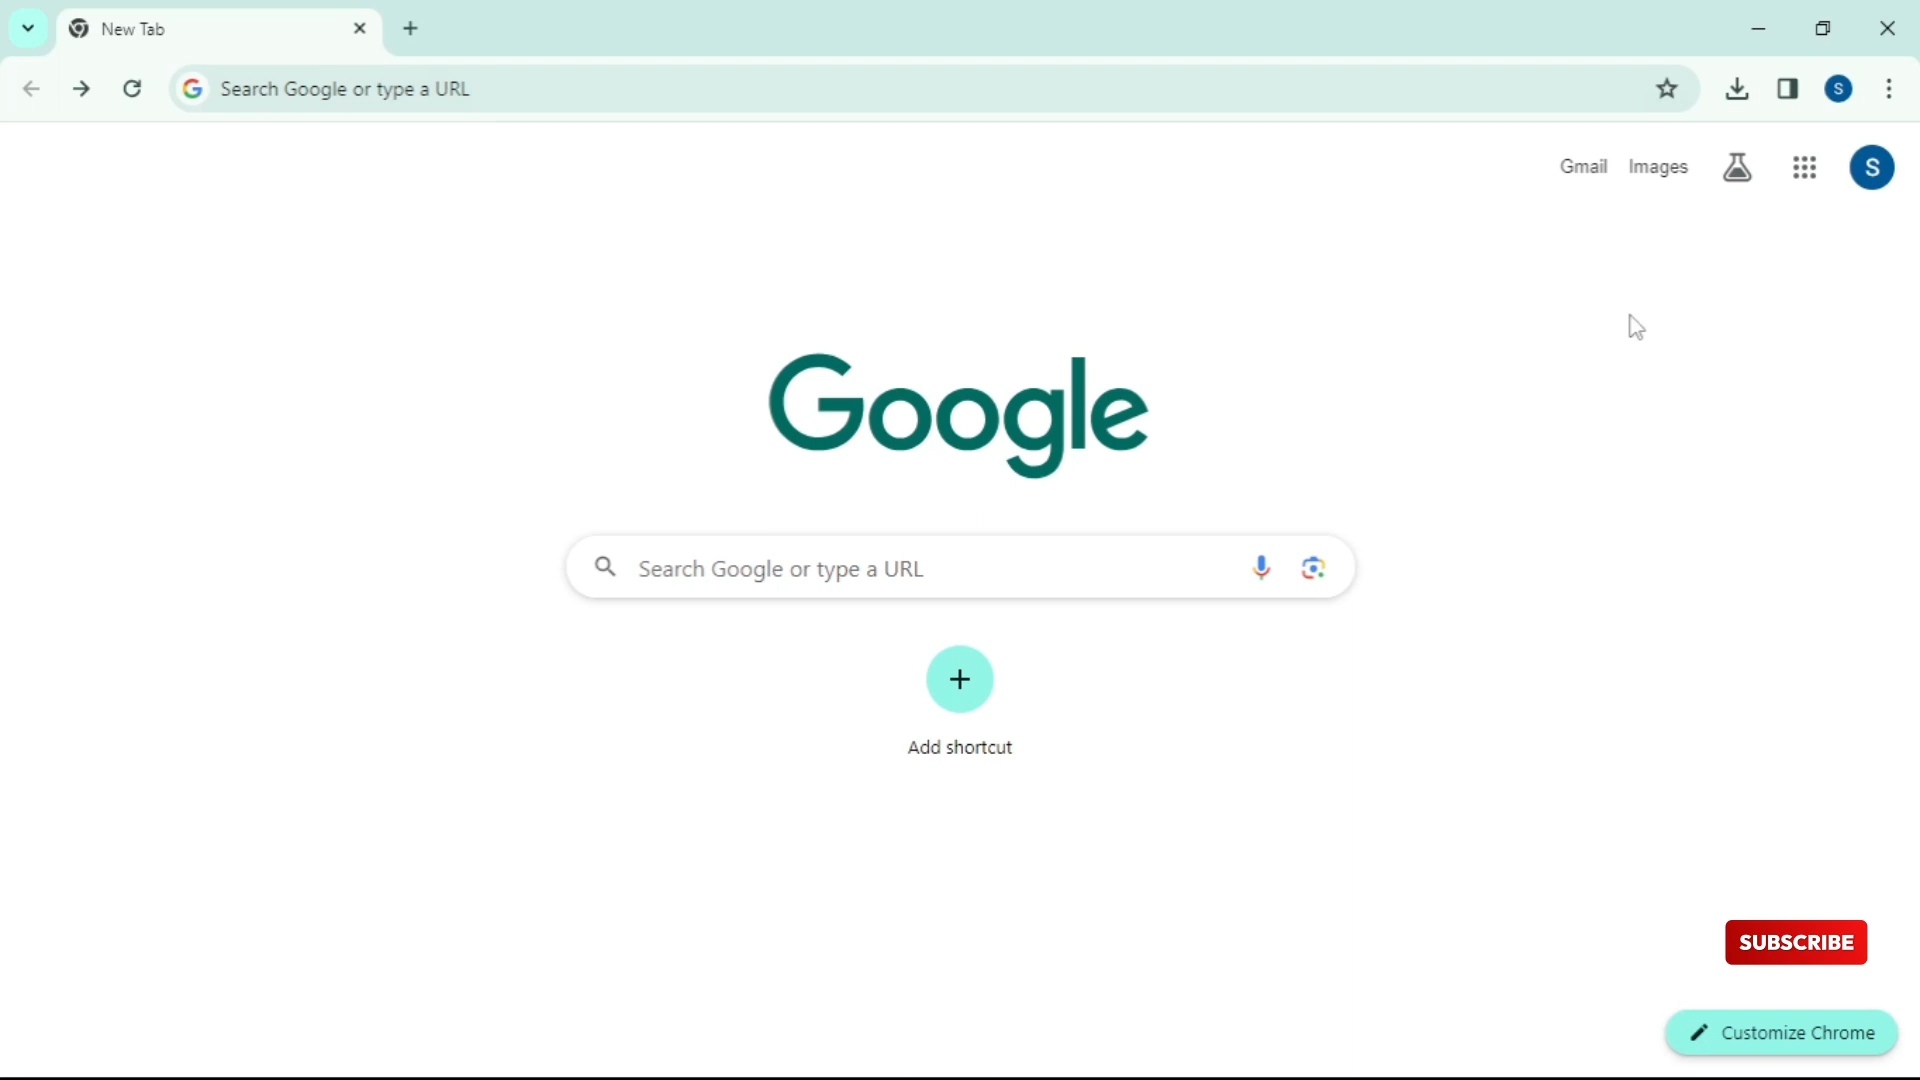 New Tab
Search Google or type a URL
S
Gmail Images
S
Google
Search Google or type a URL
Add shortcut
SUBSCRIBE
Customize Chrome